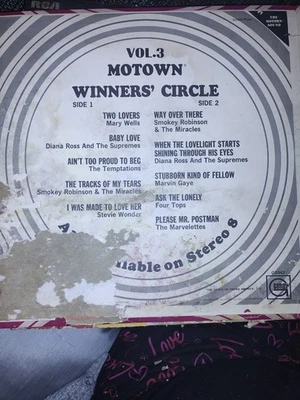 RCA
THE MOTOWN SOUND
VOL.3
MOTOWN
WINNERS' CIRCLE
SIDE 1
TWO LOVERS
Mary Wells
BABY LOVE
Diana Ross And The Supremes
AIN'T TOO PROUD TO BEG
The Temptations
THE TRACKS OF MY TEARS
Smokey Robinson & The Miracles
I WAS MADE TO LOVE HER
Stevie Wonder
SIDE 2
WAY OVER THERE
Smokey Robinson
& The Miracles
WHEN THE LOVELIGHT STARTS
SHINING THROUGH HIS EYES
Diana Ross And The Supremes
STUBBORN KIND OF FELLOW
Marvin Gaye
ASK THE LONELY
Four Tops
PLEASE MR. POSTMAN
The Marvelettes
on Stereo 8